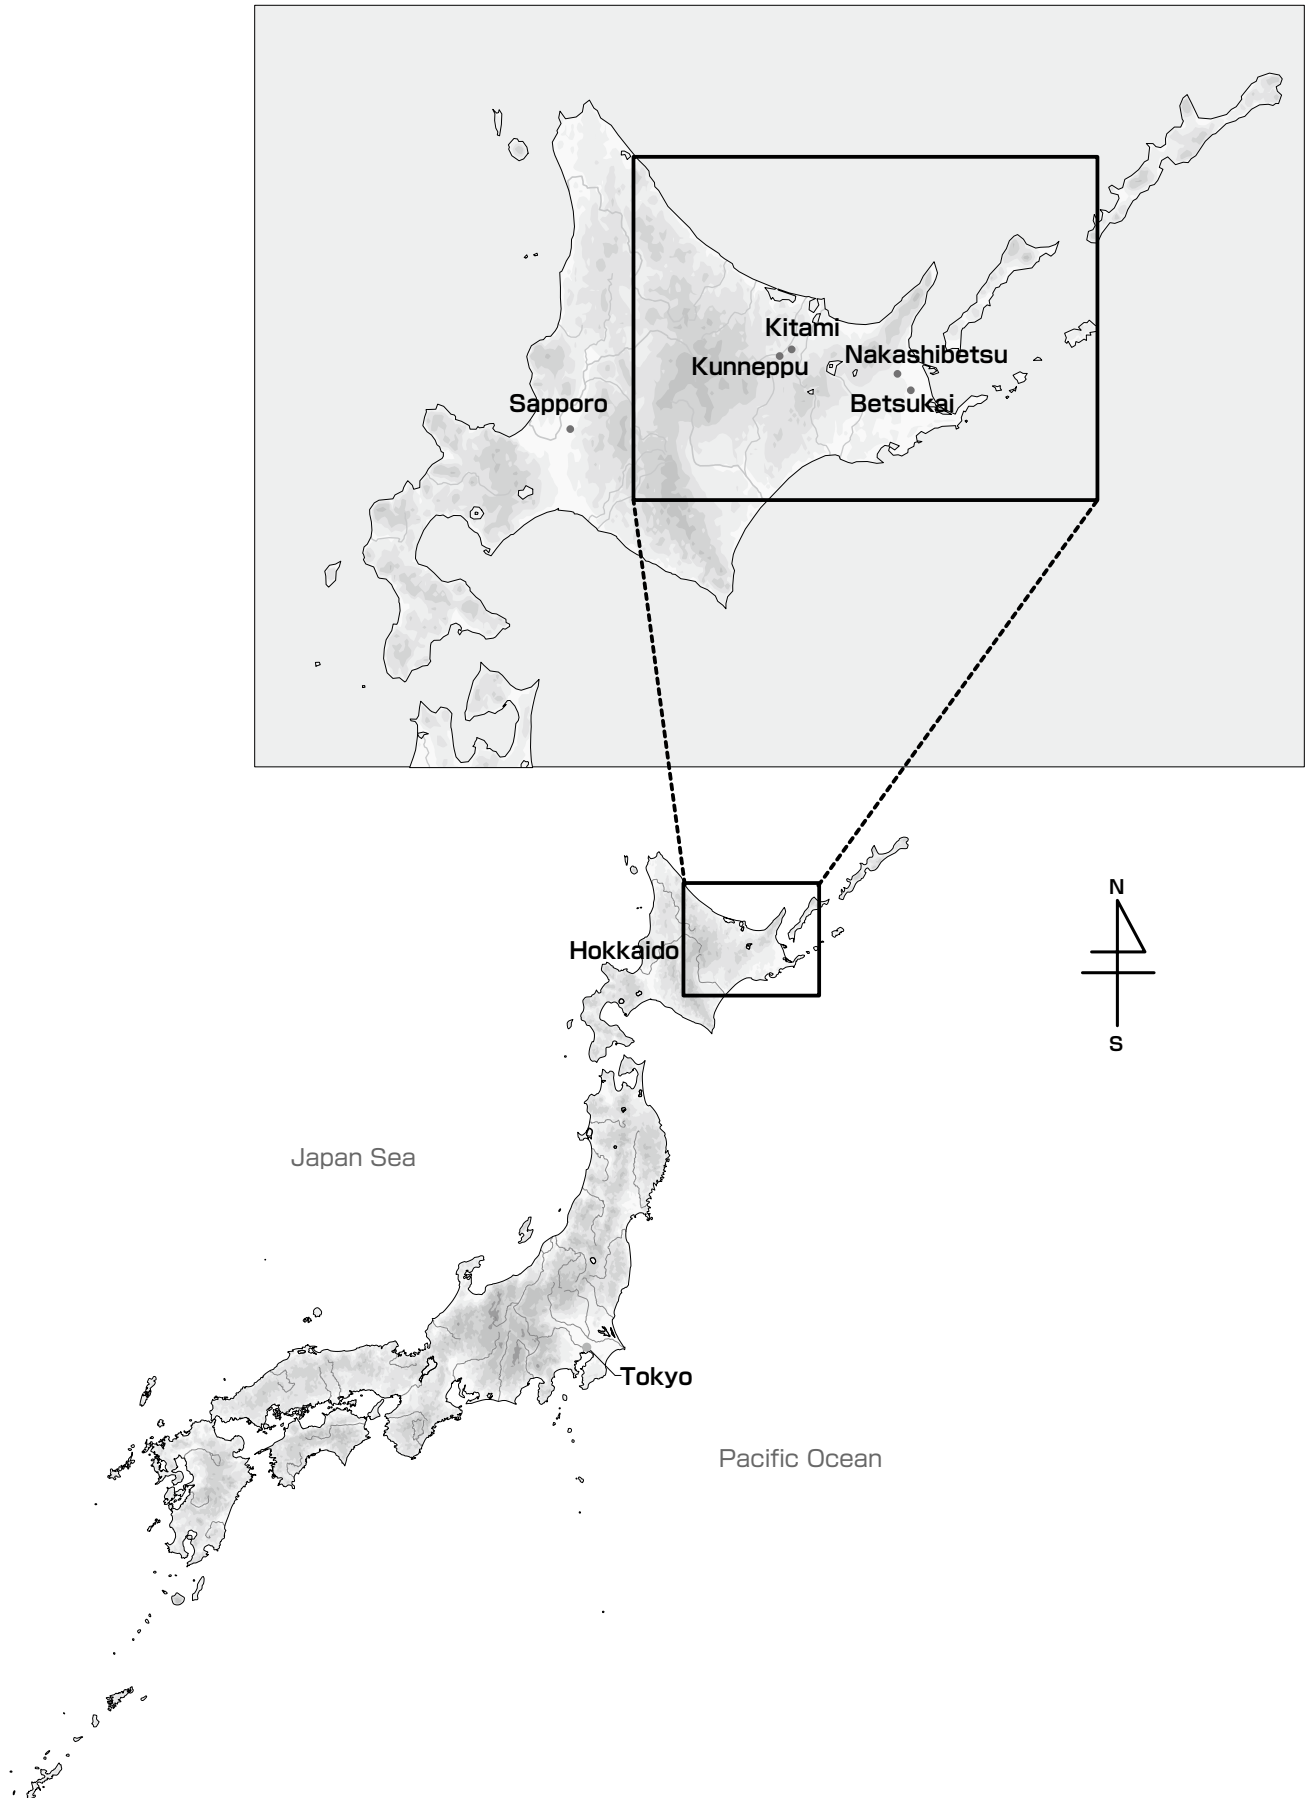 Kitami
Nakashibetsu
Kunneppu
Sapporo
Betsukai
N
Hokkaido
S
Japan Sea
Tokyo
Pacific Ocean